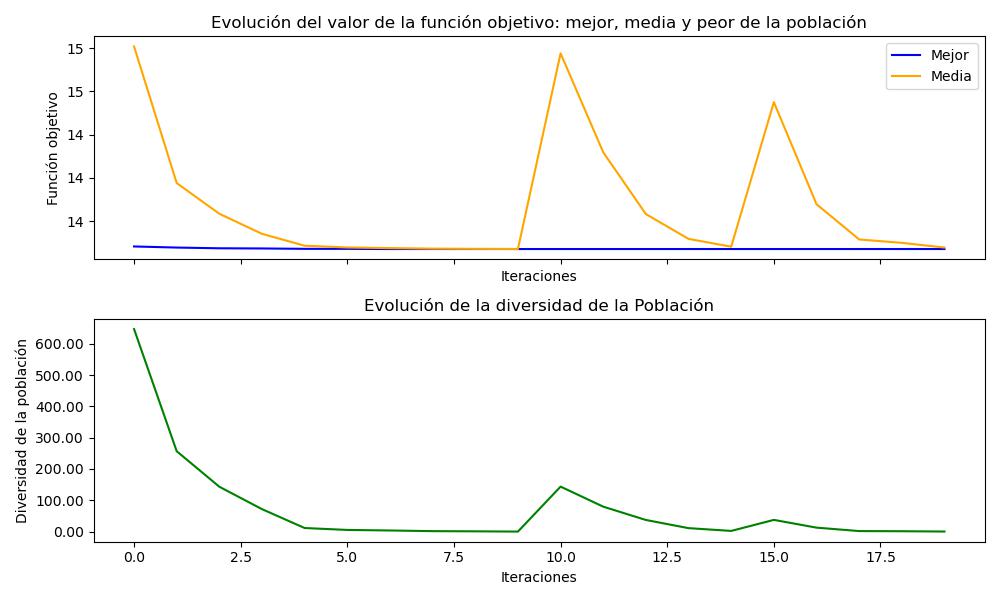 Evolución del valor de la función objetivo: mejor, media y peor de la población
15
15
14
14
14
Función objetivo
Mejor
Media
Iteraciones
Evolución de la diversidad de la Población
600.00
500.00
400.00
300.00
200.00
100.00
0.00
Diversidad de la población
0.0 2.5 5.0 7.5 10.0 12.5 15.0 17.5
Iteraciones